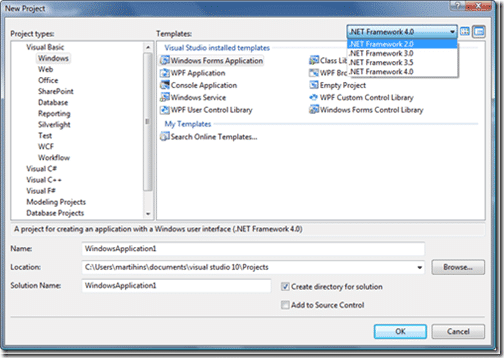 New Project
Project types:
Templates:
.NET Framework 4.0
.NET Framework 2.0
.NET Framework 3.0
.NET Framework 3.5
.NET Framework 4.0
Visual Basic
Windows
Web
Office
SharePoint
Database
Reporting
Silverlight
Test
WCF
Workflow
Visual C#
Visual C++
Visual F#
Modeling Projects
Database Projects
Visual Studio installed templates
Windows Forms Application
Class Lib
WPF Application
WPF Bro
Console Application
Empty Project
Windows Service
WPF Custom Control Library
WPF User Control Library
Windows Forms Control Library
My Templates
Search Online Templates...
A project for creating an application with a Windows user interface (.NET Framework 4.0)
Name:
WindowsApplication1
Location:
C:\Users\martihins\documents\visual studio 10\Projects
Browse...
Solution Name:
WindowsApplication1
Create directory for solution
Add to Source Control
OK
Cancel